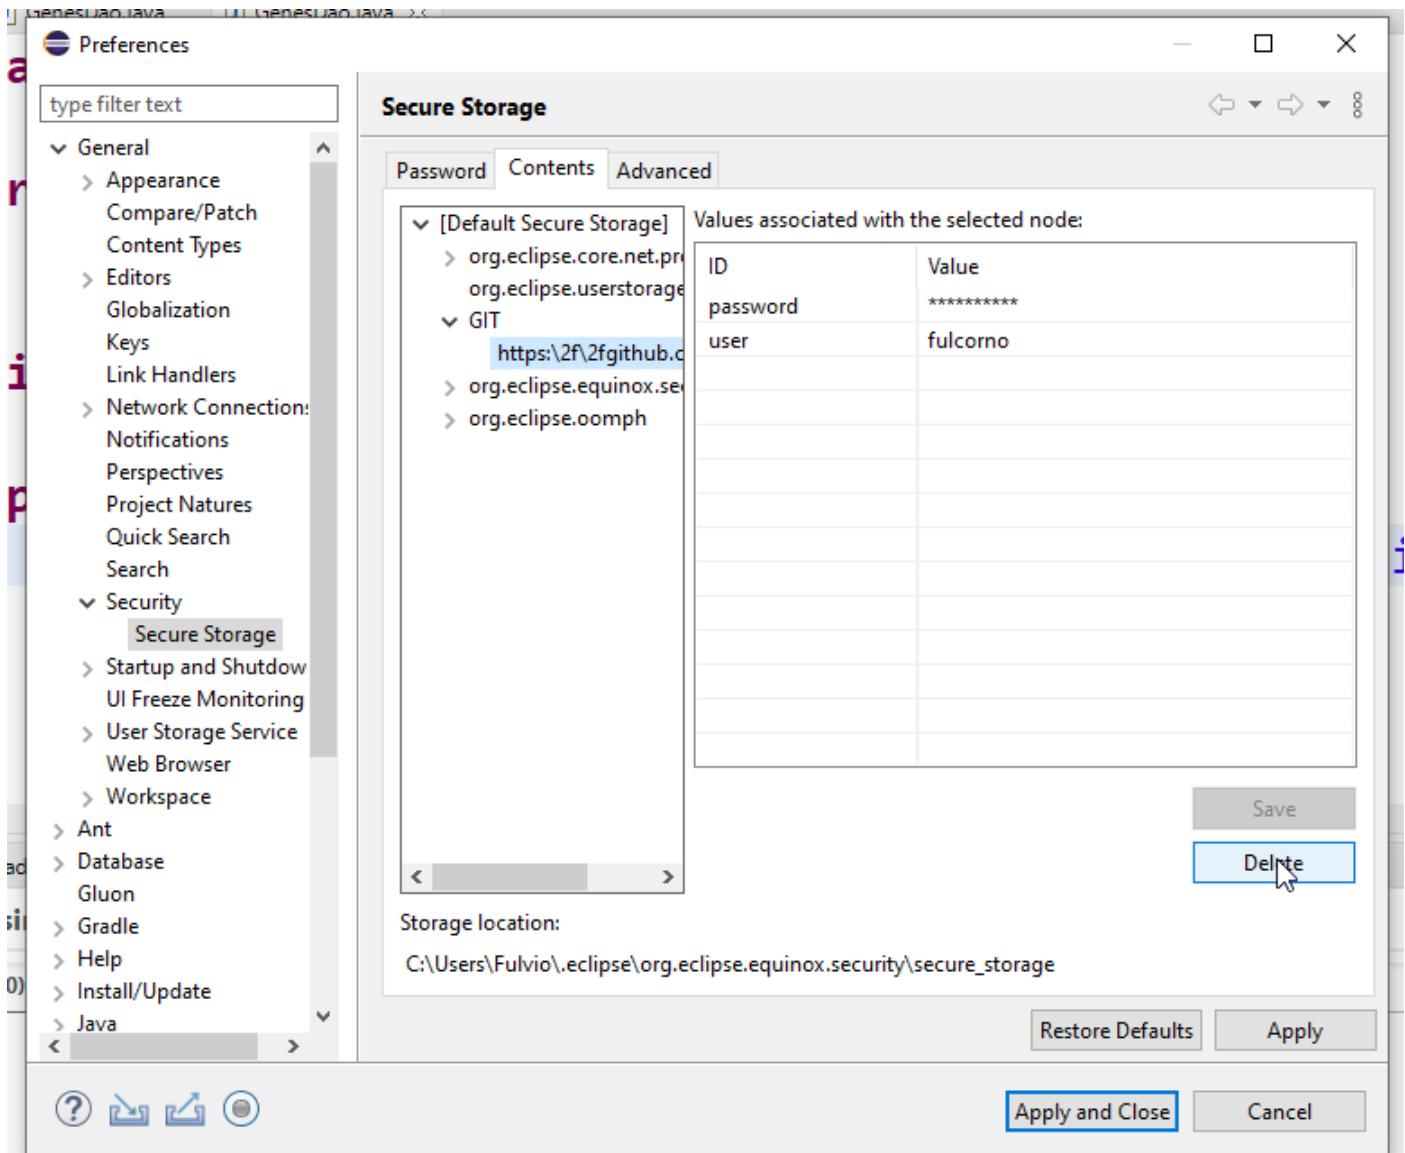 GenesDao.java GenesDao.java
Preferences
type filter text
General
Appearance
Compare/Patch
Content Types
Editors
Globalization
Keys
Link Handlers
Network Connection
Notifications
Perspectives
Project Natures
Quick Search
Search
Security
Secure Storage
Startup and Shutdow
UI Freeze Monitoring
User Storage Service
Web Browser
Workspace
Ant
Database
Gluon
Gradle
Help
Install/Update
Java
Secure Storage
Password Contents Advanced
[Default Secure Storage]
org.eclipse.core.net.pr
org.eclipse.userstorage
GIT
https:\2f\2fgithub.c
org.eclipse.equinox.se
org.eclipse.oomph
Values associated with the selected node:
ID Value
password **********
user fulcorno
Save
Delete
Storage location:
C:\Users\Fulvio\.eclipse\org.eclipse.equinox.security\secure_storage
Restore Defaults Apply
Apply and Close Cancel